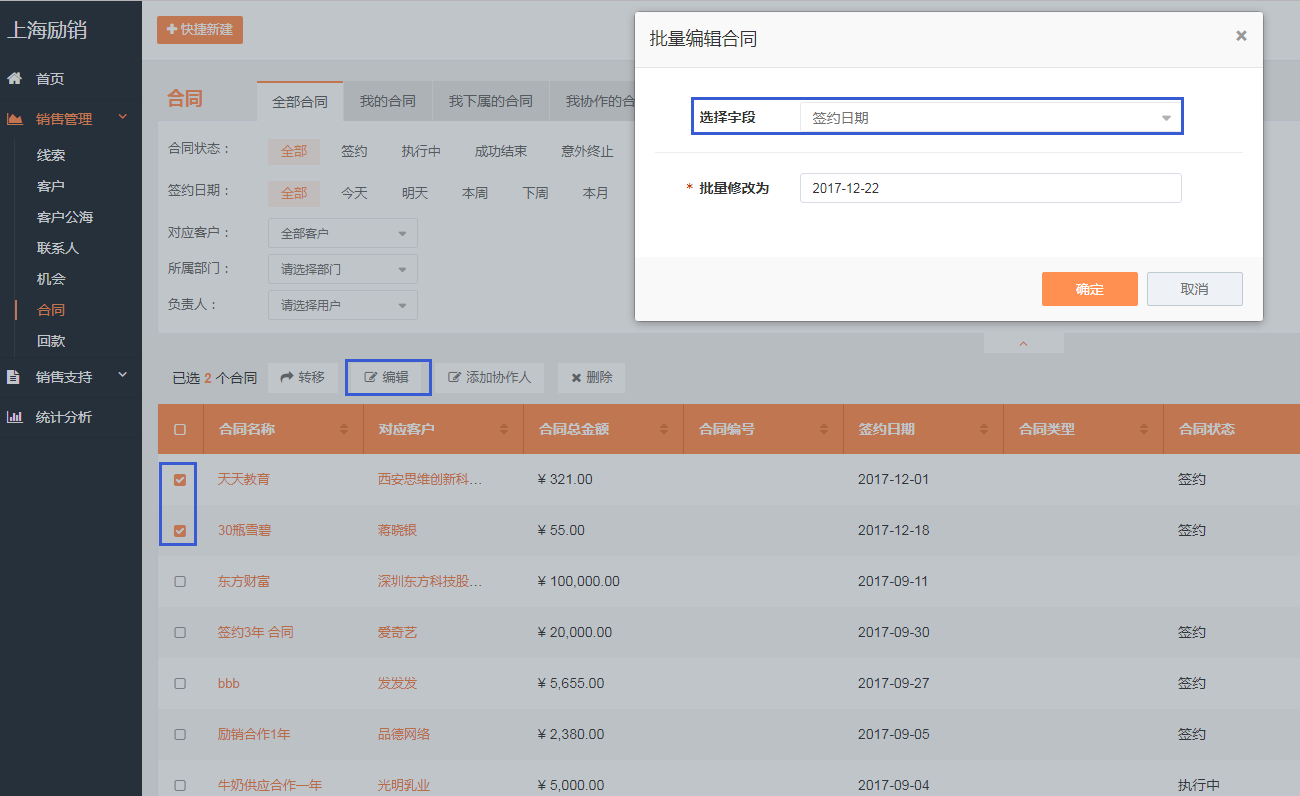 上海励销
首页
销售管理
线索
客户
客户公海
联系人
机会
合同
回款
销售支持
统计分析
快捷新建
合同
全部合同 我的合同 我下属的合同 我协作的合
合同状态： 全部 签约 执行中 成功结束 意外终止
签约日期： 全部 今天 明天 本周 下周 本月
对应客户： 全部客户
所属部门： 请选择部门
负责人： 请选择用户
批量编辑合同
选择字段 签约日期
* 批量修改为 2017-12-22
确定 取消
已选 2 个合同 转移 编辑 添加协作人 删除
合同名称 对应客户 合同总金额 合同编号 签约日期 合同类型 合同状态
天天教育 西安思维创新科... ¥ 321.00 2017-12-01 签约
30瓶雪碧 蒋晓银 ¥ 55.00 2017-12-18 签约
东方财富 深圳东方科技股... ¥ 100,000.00 2017-09-11
签约3年 合同 爱奇艺 ¥ 20,000.00 2017-09-30 签约
bbb 发发发 ¥ 5,655.00 2017-09-27 签约
励销合作1年 品德网络 ¥ 2,380.00 2017-09-05 签约
牛奶供应合作一年 光明乳业 ¥ 5,000.00 2017-09-04 执行中